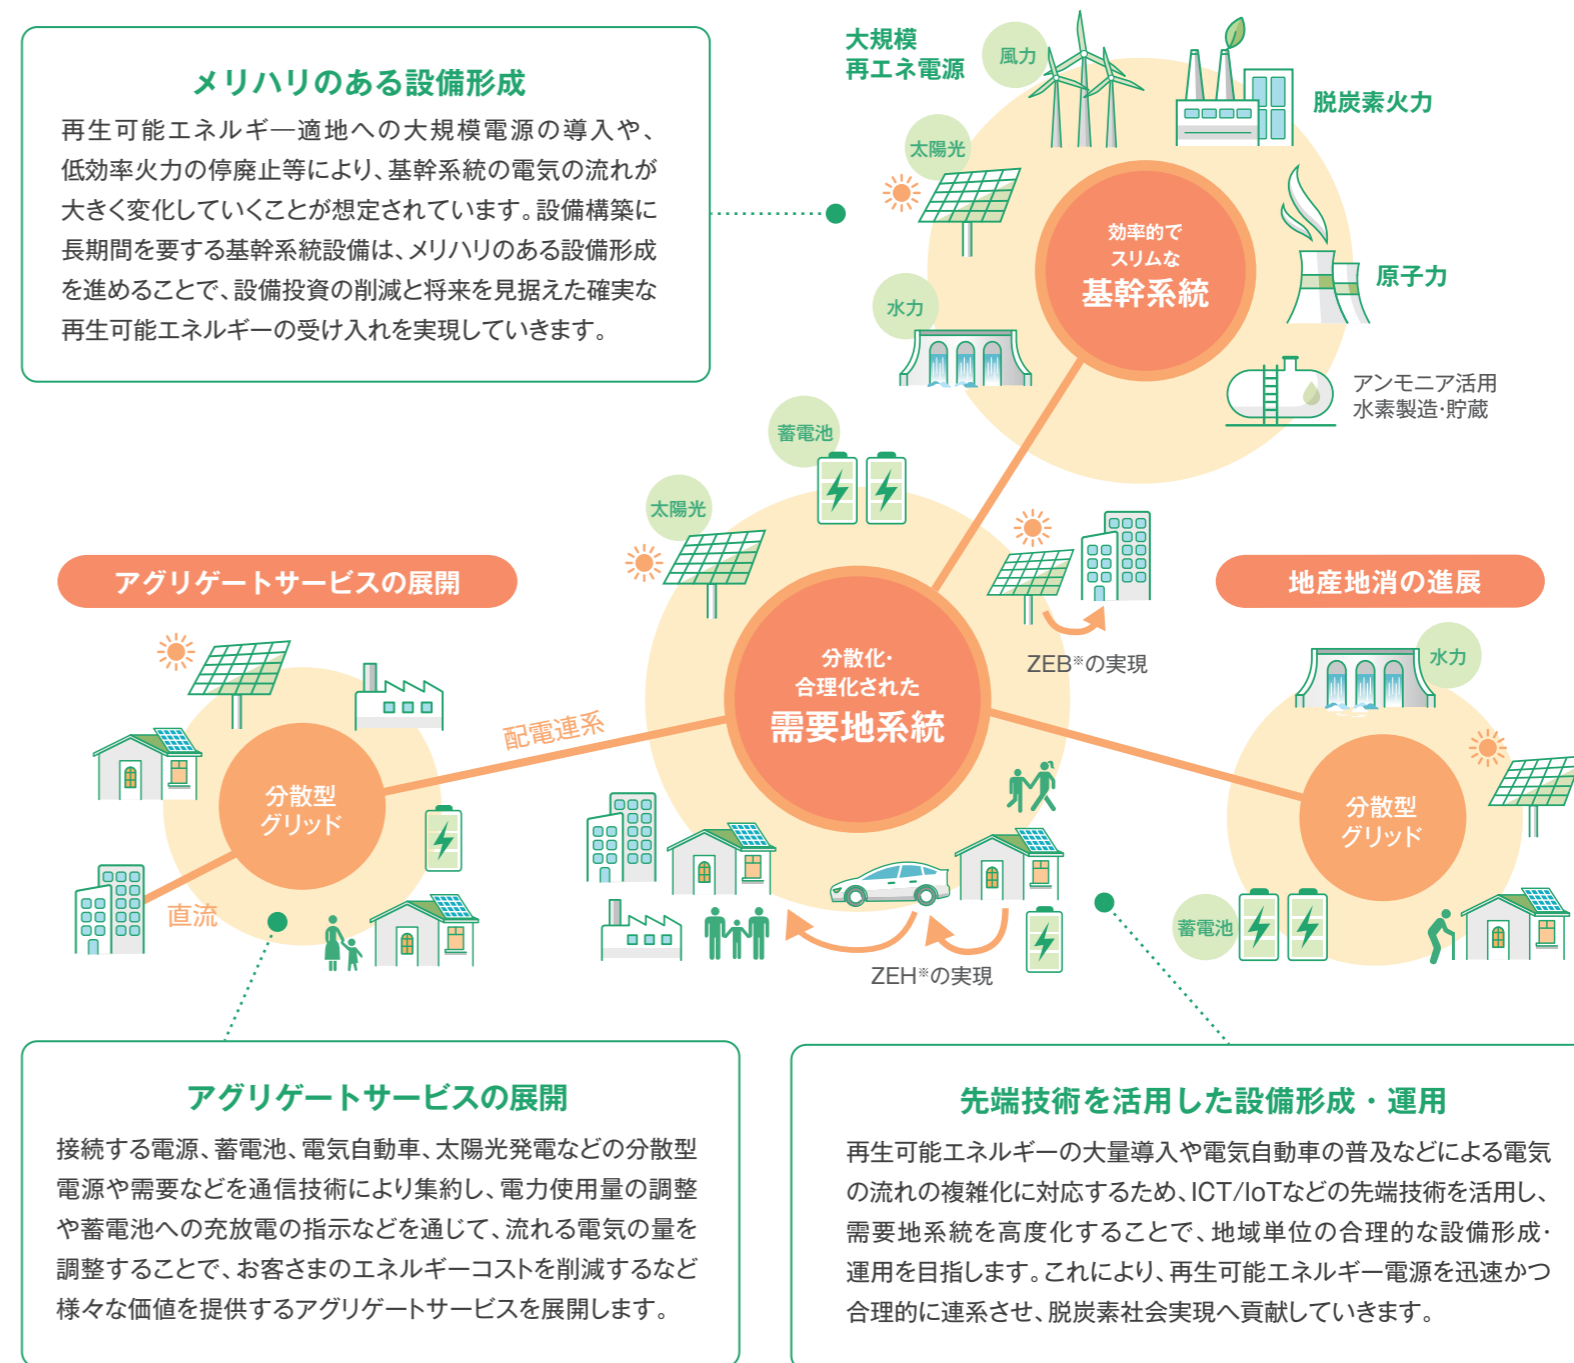 メリハリのある設備形成
再生可能エネルギ―適地への大規模電源の導入や、
低効率火力の停廃止等により、基幹系統の電気の流れが
大きく変化していくことが想定されています。設備構築に
長期間を要する基幹系統設備は、メリハリのある設備形成
を進めることで、設備投資の削減と将来を見据えた確実な
再生可能エネルギーの受け入れを実現していきます。
大規模
再エネ電源
風力
脱炭素火力
太陽光
効率的で
スリムな
基幹系統
原子力
水力
アンモニア活用
水素製造・貯蔵
蓄電池
太陽光
アグリゲートサービスの展開
地産地消の進展
分散化・
合理化された
需要地系統
ZEB※の実現
水力
配電連系
分散型
グリッド
分散型
グリッド
直流
蓄電池
ZEH※の実現
アグリゲートサービスの展開
接続する電源、蓄電池、電気自動車、太陽光発電などの分散型
電源や需要などを通信技術により集約し、電力使用量の調整
や蓄電池への充放電の指示などを通じて、流れる電気の量を
調整することで、お客さまのエネルギーコストを削減するなど
様々な価値を提供するアグリゲートサービスを展開します。
先端技術を活用した設備形成・運用
再生可能エネルギーの大量導入や電気自動車の普及などによる電気
の流れの複雑化に対応するため、ICT/IoTなどの先端技術を活用し、
需要地系統を高度化することで、地域単位の合理的な設備形成・
運用を目指します。これにより、再生可能エネルギー電源を迅速かつ
合理的に連系させ、脱炭素社会実現へ貢献していきます。